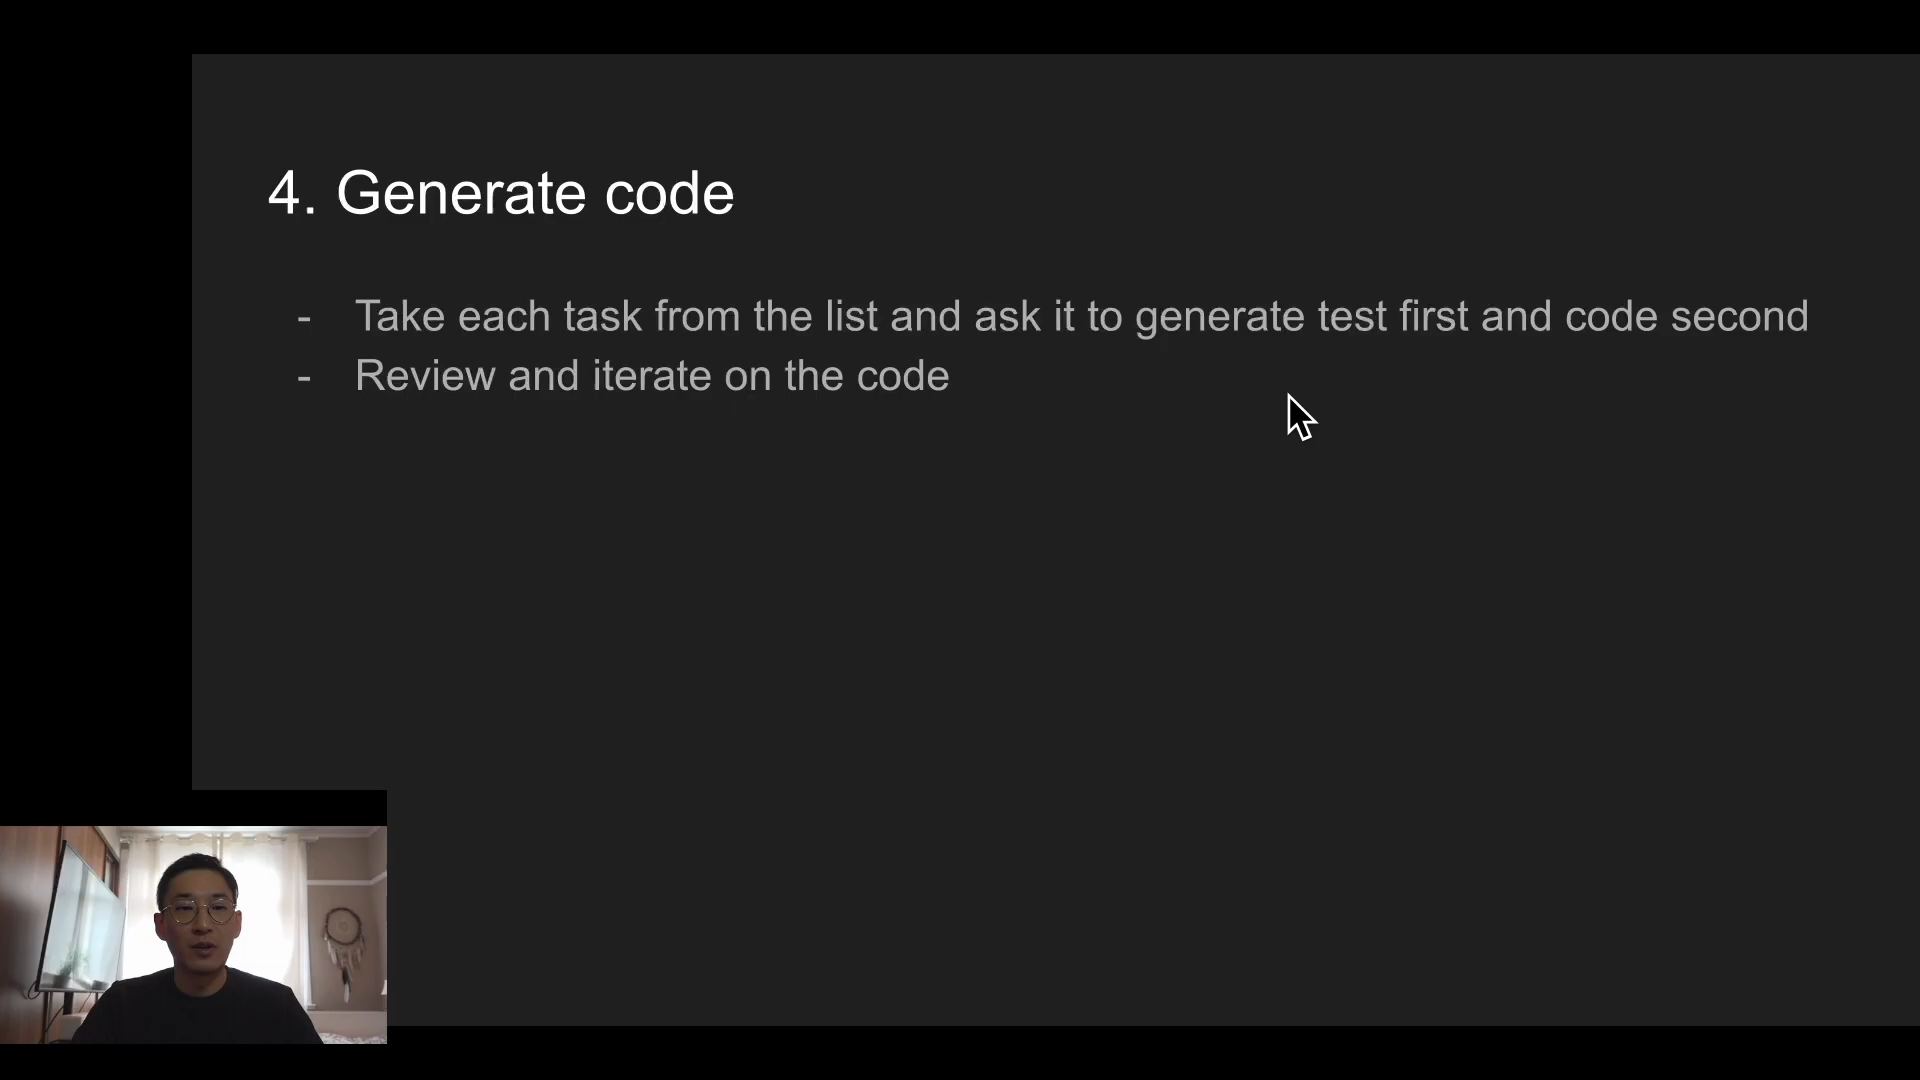 4. Generate code
- Take each task from the list and ask it to generate test first and code second
- Review and iterate on the code